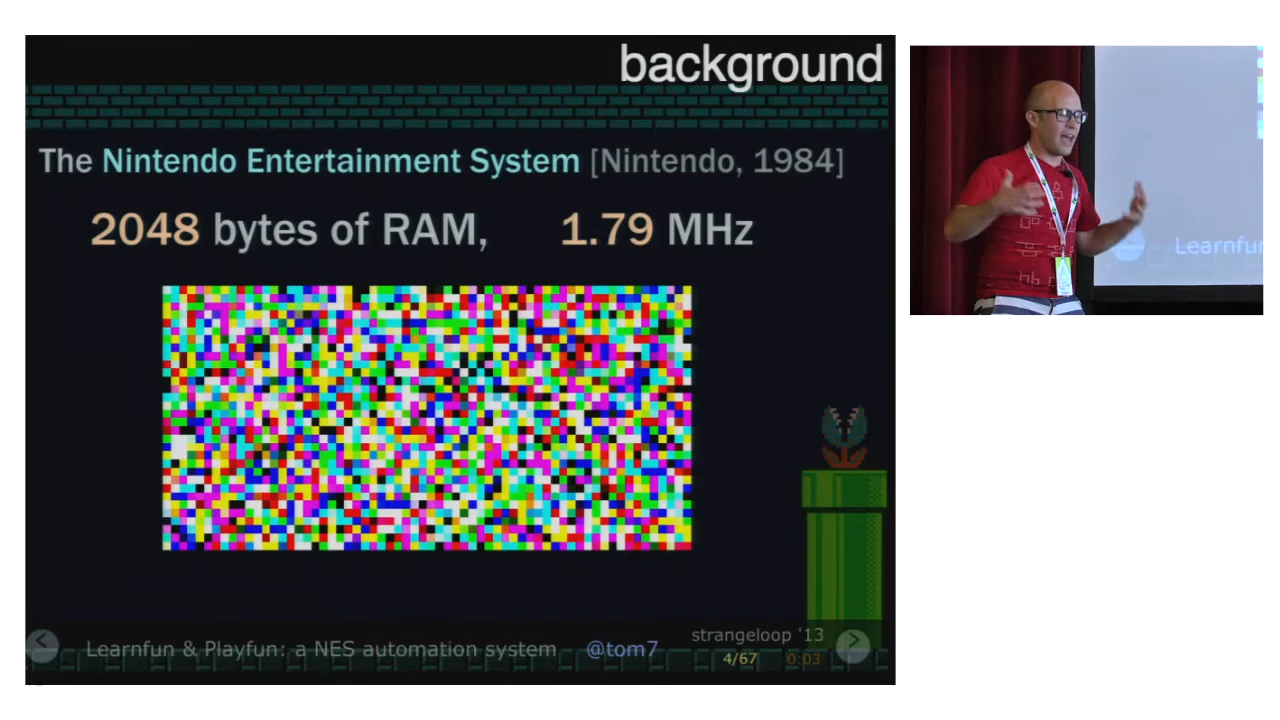 background
The Nintendo Entertainment System [Nintendo, 1984]
2048 bytes of RAM, 1.79 MHz
Learnfun & Playfun: a NES automation system @tom7
strangeloop '13
4/67 0:03
Learnfu